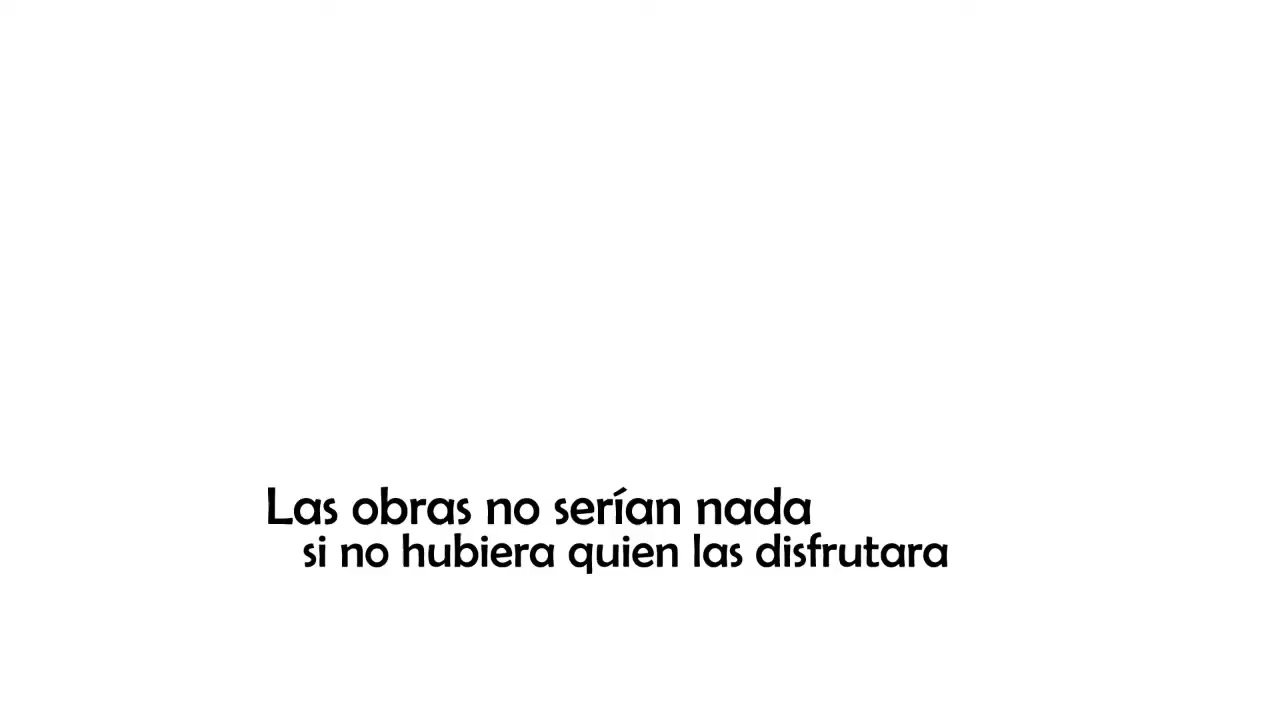 Las obras no serían nada
si no hubiera quien las disfrutara